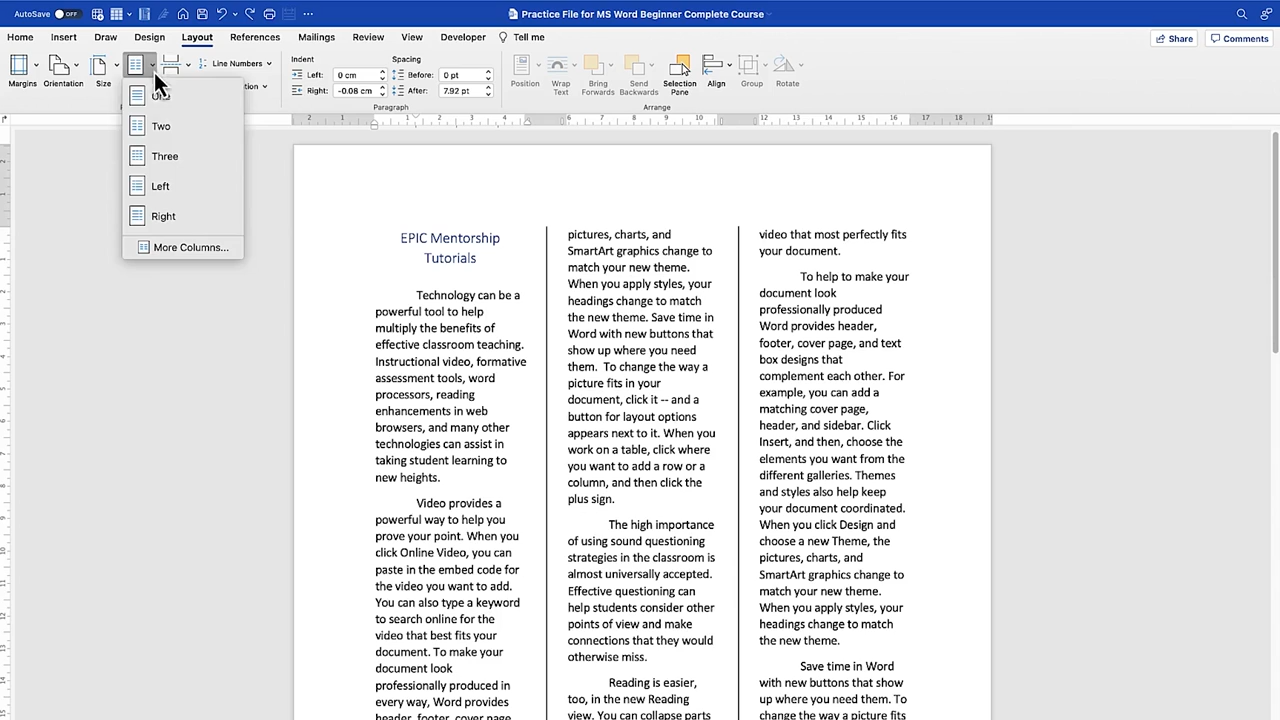 AutoSave OFF
Practice File for MS Word Beginner Complete Course
Home Insert Draw Design Layout References Mailings Review View Developer Tell me
Share Comments
Margins Orientation Size
Line Numbers
Indent
Left: 0 cm
Right: -0.08 cm
Spacing
Before: 0 pt
After: 7.92 pt
Paragraph
Position Wrap Text Bring Forwards Send Backwards Selection Pane Align Group Rotate
Arrange
Two
Three
Left
Right
More Columns...
EPIC Mentorship
Tutorials
Technology can be a
powerful tool to help
multiply the benefits of
effective classroom teaching.
Instructional video, formative
assessment tools, word
processors, reading
enhancements in web
browsers, and many other
technologies can assist in
taking student learning to
new heights.
Video provides a
powerful way to help you
prove your point. When you
click Online Video, you can
paste in the embed code for
the video you want to add.
You can also type a keyword
to search online for the
video that best fits your
document. To make your
document look
professionally produced in
every way, Word provides
header, footer, cover page
pictures, charts, and
SmartArt graphics change to
match your new theme.
When you apply styles, your
headings change to match
the new theme. Save time in
Word with new buttons that
show up where you need
them. To change the way a
picture fits in your
document, click it -- and a
button for layout options
appears next to it. When you
work on a table, click where
you want to add a row or a
column, and then click the
plus sign.
The high importance
of using sound questioning
strategies in the classroom is
almost universally accepted.
Effective questioning can
help students consider other
points of view and make
connections that they would
otherwise miss.
Reading is easier,
too, in the new Reading
view. You can collapse parts
video that most perfectly fits
your document.
To help to make your
document look
professionally produced
Word provides header,
footer, cover page, and text
box designs that
complement each other. For
example, you can add a
matching cover page,
header, and sidebar. Click
Insert, and then, choose the
elements you want from the
different galleries. Themes
and styles also help keep
your document coordinated.
When you click Design and
choose a new Theme, the
pictures, charts, and
SmartArt graphics change to
match your new theme.
When you apply styles, your
headings change to match
the new theme.
Save time in Word
with new buttons that show
up where you need them. To
change the way a picture fits